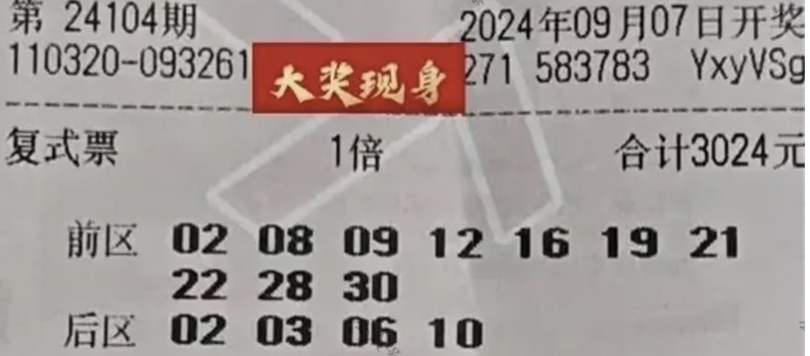 第 24104期 2024年09月07日开奖
110320-093261 大奖现身 271 583783 YxyVSg
复式票 1倍 合计3024元
前区 02 08 09 12 16 19 21
22 28 30
后区 02 03 06 10